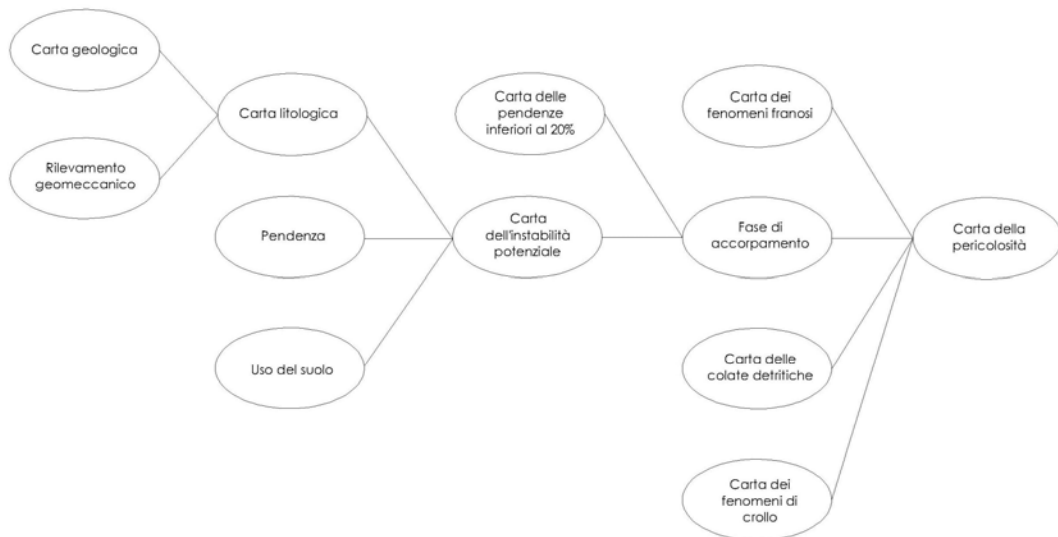 Carta geologica
Rilevamento
geomeccanico
Carta litologica
Pendenza
Uso del suolo
Carta delle
pendenze
inferiori al 20%
Carta
dell'instabilità
potenziale
Carta dei
fenomeni franosi
Fase di
accorpamento
Carta delle
colate detritiche
Carta dei
fenomeni di
crollo
Carta della
pericolosità